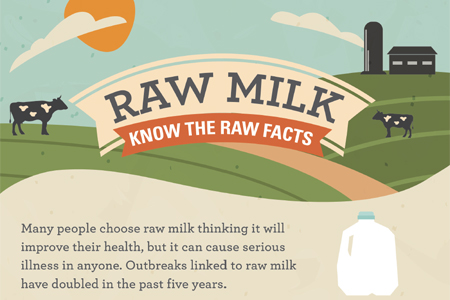 RAW MILK
KNOW THE RAW FACTS
Many people choose raw milk thinking it will
improve their health, but it can cause serious
illness in anyone. Outbreaks linked to raw milk
have doubled in the past five years.